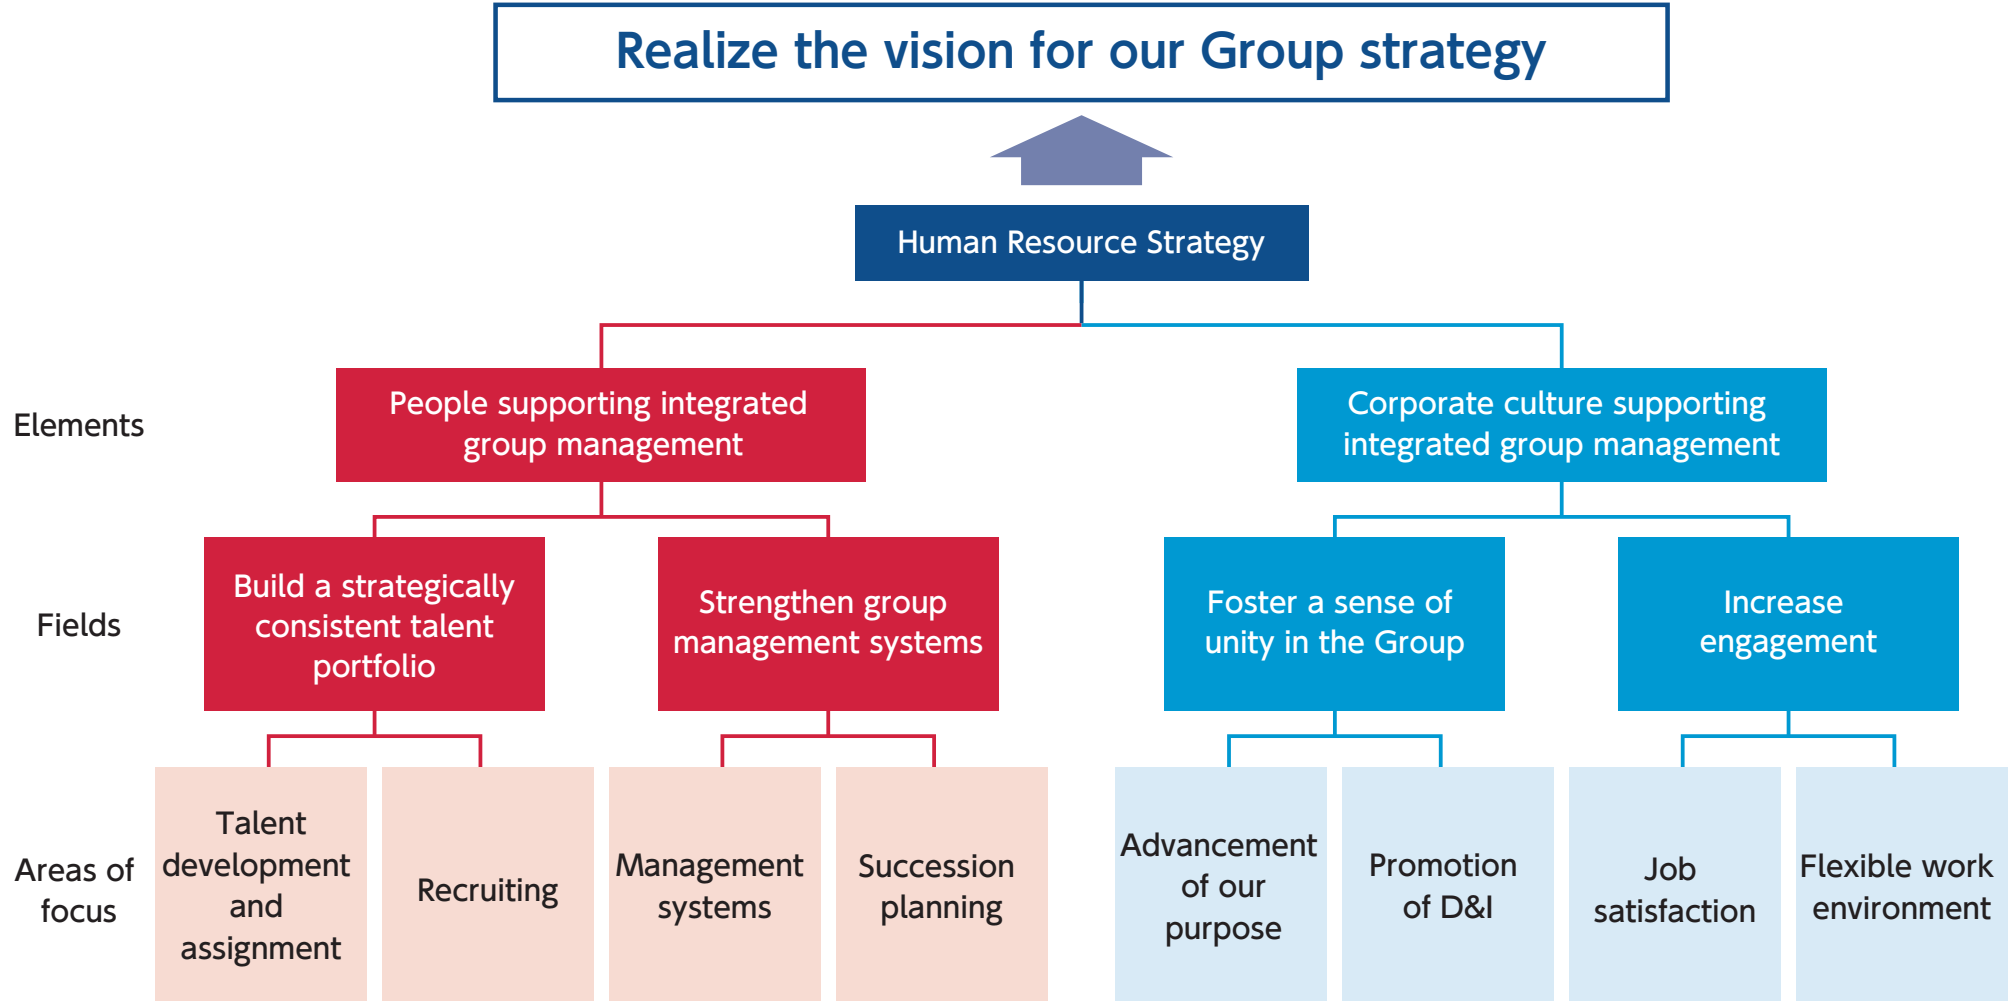 Realize the vision for our Group strategy
Human Resource Strategy
Elements
People supporting integrated
group management
Corporate culture supporting
integrated group management
Fields
Build a strategically
consistent talent
portfolio
Strengthen group
management systems
Foster a sense of
unity in the Group
Increase
engagement
Areas of
focus
Talent
development
and
assignment
Recruiting
Management
systems
Succession
planning
Advancement
of our
purpose
Promotion
of D&I
Job
satisfaction
Flexible work
environment